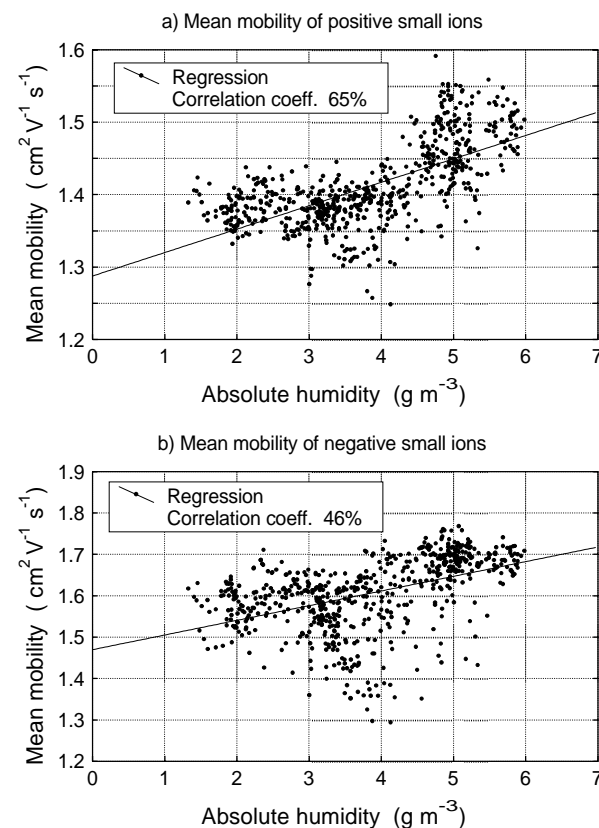 a) Mean mobility of positive small ions
Mean mobility ( cm² V⁻¹ s⁻¹)
1.6
1.5
1.4
1.3
1.2
Regression
Correlation coeff. 65%
0 1 2 3 4 5 6 7
Absolute humidity (g m⁻³)
b) Mean mobility of negative small ions
Mean mobility ( cm² V⁻¹ s⁻¹)
1.9
1.8
1.7
1.6
1.5
1.4
1.3
1.2
Regression
Correlation coeff. 46%
0 1 2 3 4 5 6 7
Absolute humidity (g m⁻³)